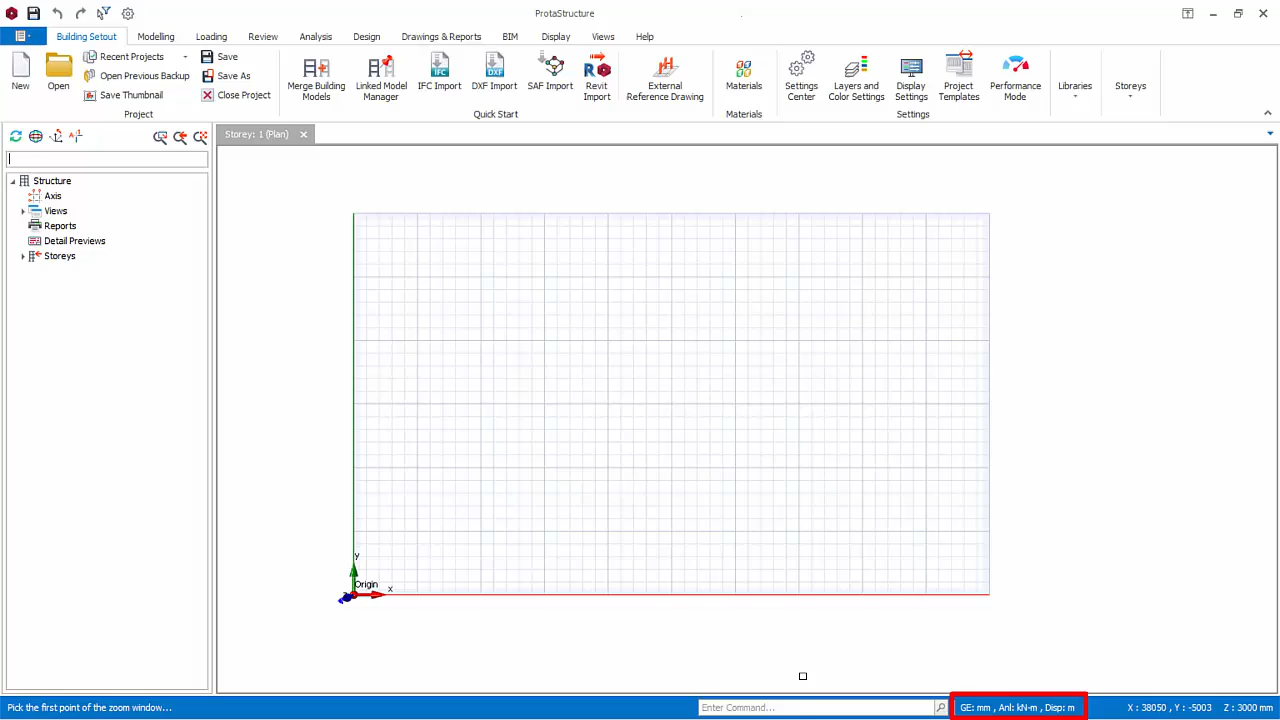 ProtaStructure
Building Setout Modelling Loading Review Analysis Design Drawings & Reports BIM Display Views Help
New
Open
Recent Projects
Open Previous Backup
Save Thumbnail
Save
Save As
Close Project
Project
Merge Building
Models
Linked Model
Manager
IFC
IFC Import
DXF
DXF Import
SAF Import
R
Revit
Import
Quick Start
External
Reference Drawing
Materials
Materials
Settings
Center
Layers and
Color Settings
Display
Settings
Project
Templates
Performance
Mode
Settings
Libraries
Storeys
Storey: 1 (Plan)
Structure
Axis
Views
Reports
Detail Previews
Storeys
y
Origin
x
Pick the first point of the zoom window...
Enter Command...
GE: mm , Anl: kN-m , Disp: m
X : 38050 , Y : -5003
Z : 3000 mm